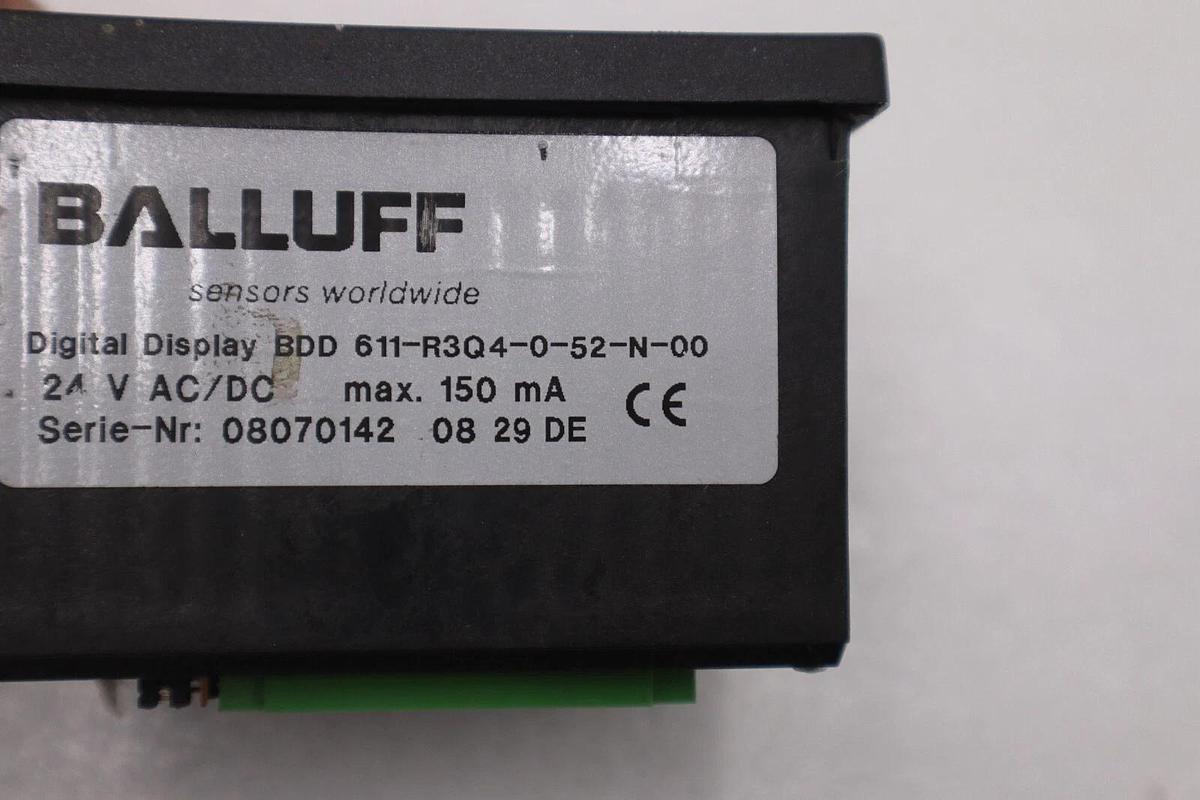 BALLUFF
sensors worldwide
Digital Display BDD 611-R3Q4-0-52-N-00
24 V AC/DC max. 150 mA
CE
Serie-Nr: 08070142 08 29 DE